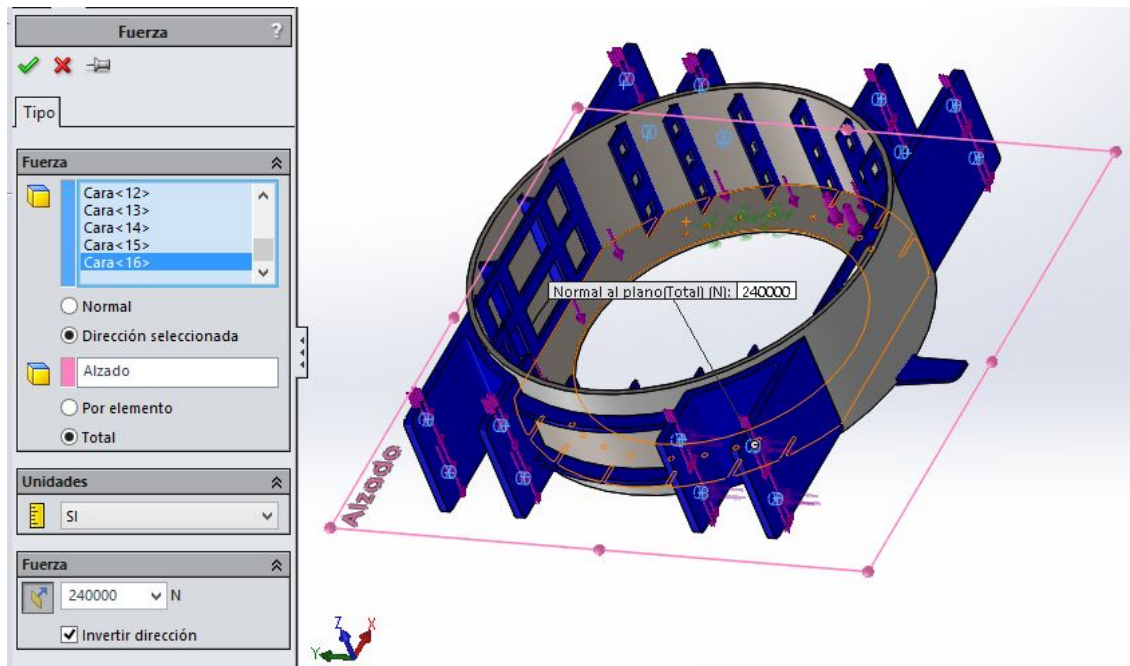 Fuerza
?
Tipo
Fuerza
Cara<12>
Cara<13>
Cara<14>
Cara<15>
Cara<16>
Normal
Dirección seleccionada
Alzado
Por elemento
Total
Unidades
SI
Fuerza
240000 N
Invertir dirección
Normal al plano(Total) (N): 240000
Alzado
Z
X
Y